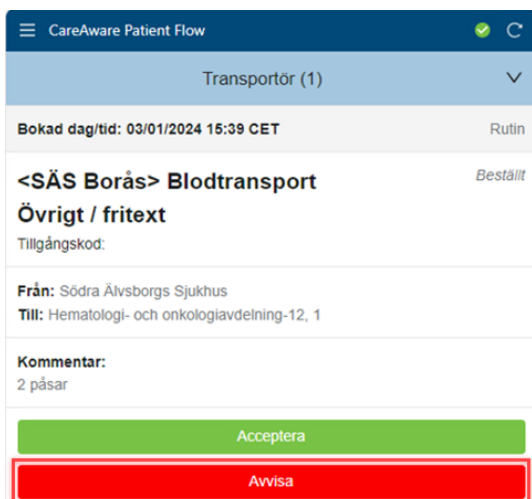 CareAware Patient Flow
Transportör (1)
Bokad dag/tid: 03/01/2024 15:39 CET Rutin
<SÄS Borås> Blodtransport Beställt
Övrigt / fritext
Tillgångskod:
Från: Södra Älvsborgs Sjukhus
Till: Hematologi- och onkologiavdelning-12, 1
Kommentar:
2 påsar
Acceptera
Avvisa